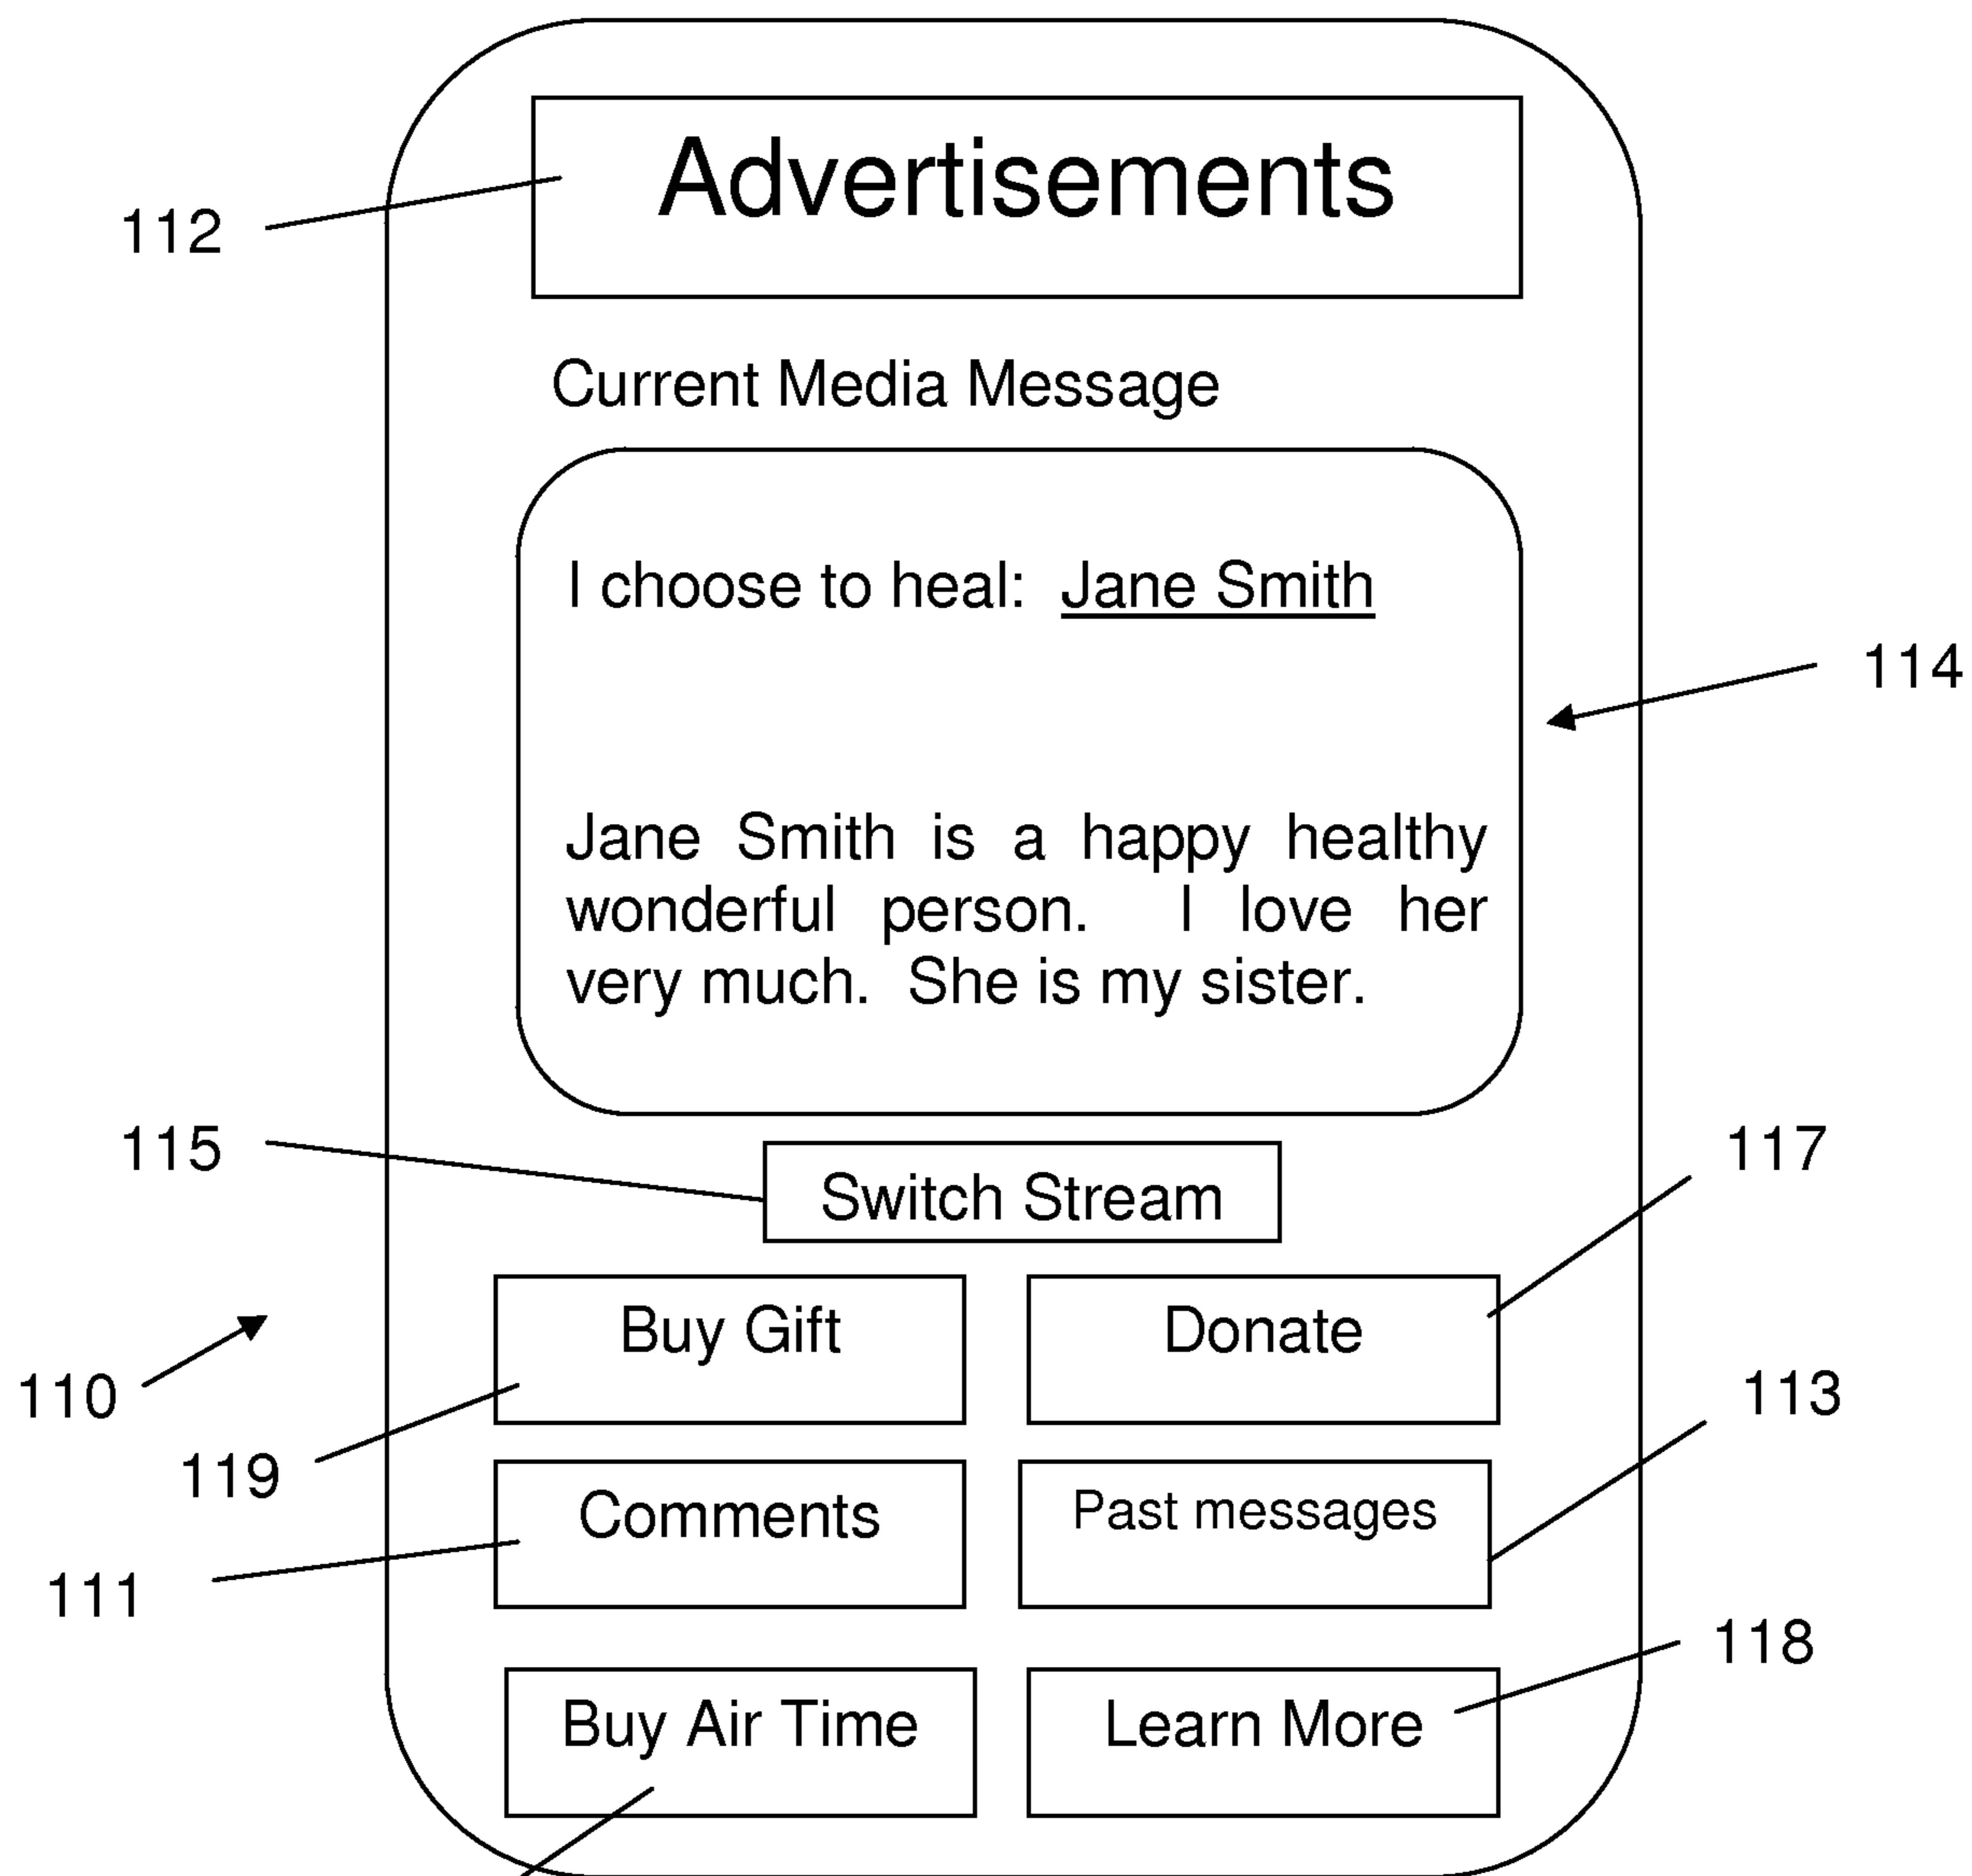 Advertisements
112
Current Media Message
I choose to heal: Jane Smith
114
Jane Smith is a happy healthy
wonderful person. I love her
very much. She is my sister.
115
117
Switch Stream
Buy Gift
Donate
110
113
119
Comments
Past messages
111
118
Buy Air Time
Learn More